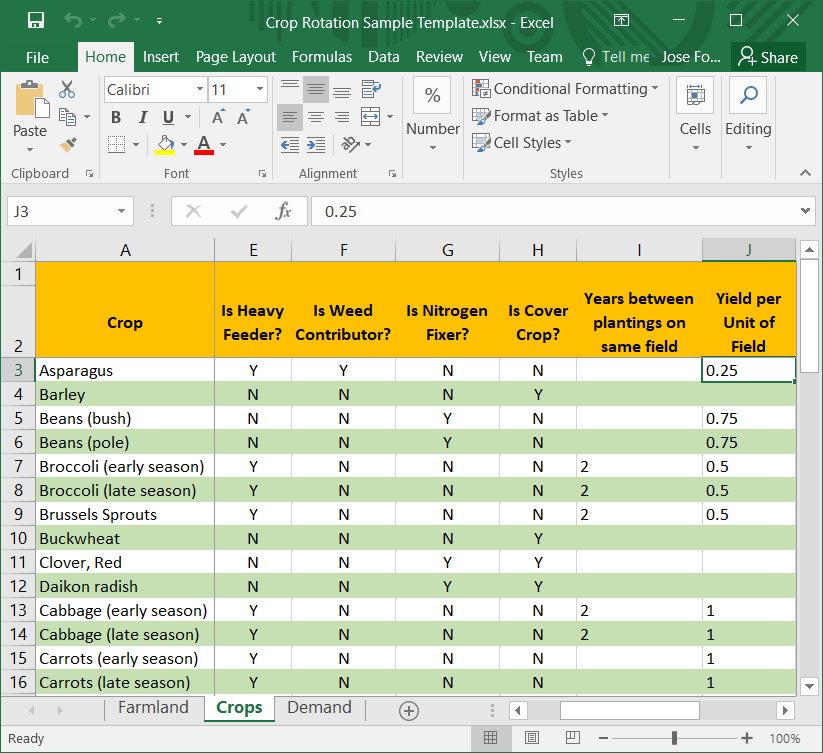 Crop Rotation Sample Template.xlsx - Excel
File Home Insert Page Layout Formulas Data Review View Team Tell me Jose Fo... Share
Calibri 11 % Conditional Formatting
Paste B I U A A Number Format as Table Cells Editing
A Cell Styles
Clipboard Font Alignment Styles
J3 fx 0.25
A E F G H I J
1
2 Crop Is Heavy Feeder? Is Weed Contributor? Is Nitrogen Fixer? Is Cover Crop? Years between plantings on same field Yield per Unit of Field
3 Asparagus Y Y N N 0.25
4 Barley N N N Y
5 Beans (bush) N N Y N 0.75
6 Beans (pole) N N Y N 0.75
7 Broccoli (early season) Y N N N 2 0.5
8 Broccoli (late season) Y N N N 2 0.5
9 Brussels Sprouts Y N N N 2 0.5
10 Buckwheat N N N Y
11 Clover, Red N N Y Y
12 Daikon radish N N Y Y
13 Cabbage (early season) Y N N N 2 1
14 Cabbage (late season) Y N N N 2 1
15 Carrots (early season) Y N N N 1
16 Carrots (late season) Y N N N 1
Farmland Crops Demand
Ready 100%